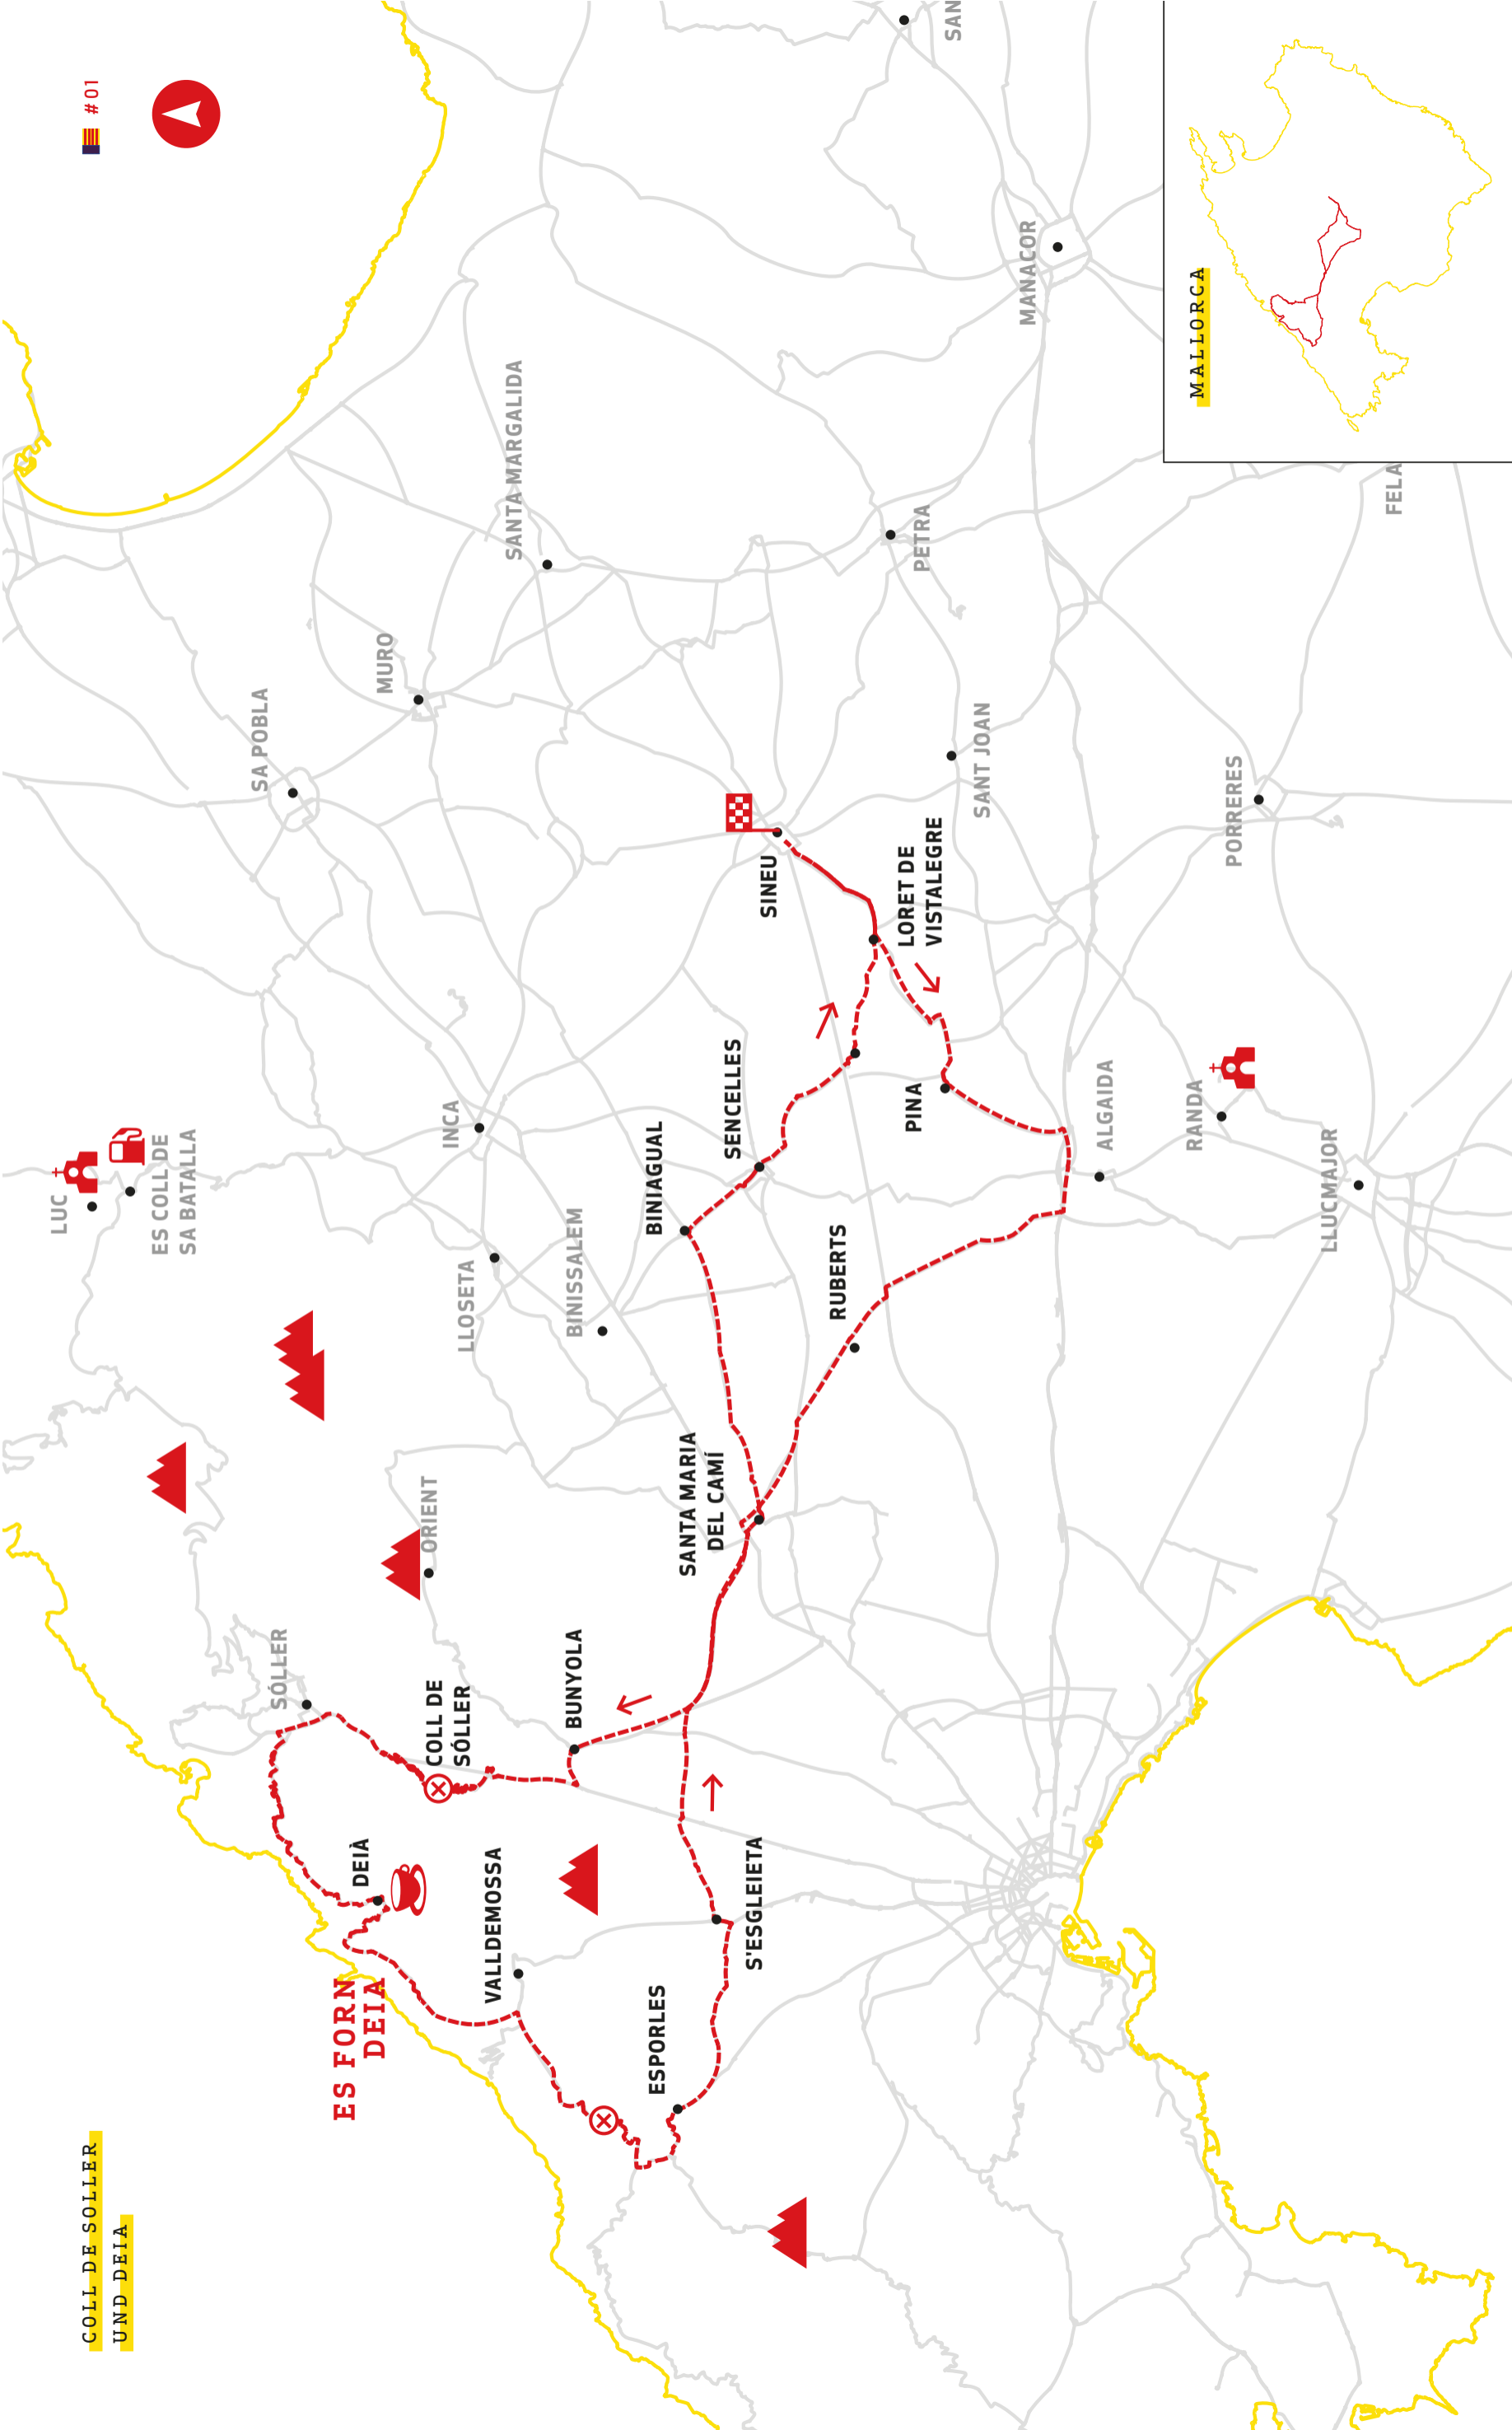 COLL DE SOLLER
UND DEIA
# 01
LUC
ES COLL DE
SA BATALLA
SA POBLA
MURO
SANTA MARGALIDA
SÓLLER
ORIENT
LLOSETA
INCA
BINISSALEM
ES FORN
DEIA
DEIÀ
COLL DE
SÓLLER
VALLDEMOSSA
BUNYOLA
ESPORLES
S'ESGLEIETA
SANTA MARIA
DEL CAMÍ
BINIAGUAL
SENCELLES
SINEU
RUBERTS
PINA
LORET DE
VISTALEGRE
PETRA
SANT JOAN
SAN
MANACOR
ALGAIDA
RANDA
PORRERES
LLUCMAJOR
FELA
MALLORCA